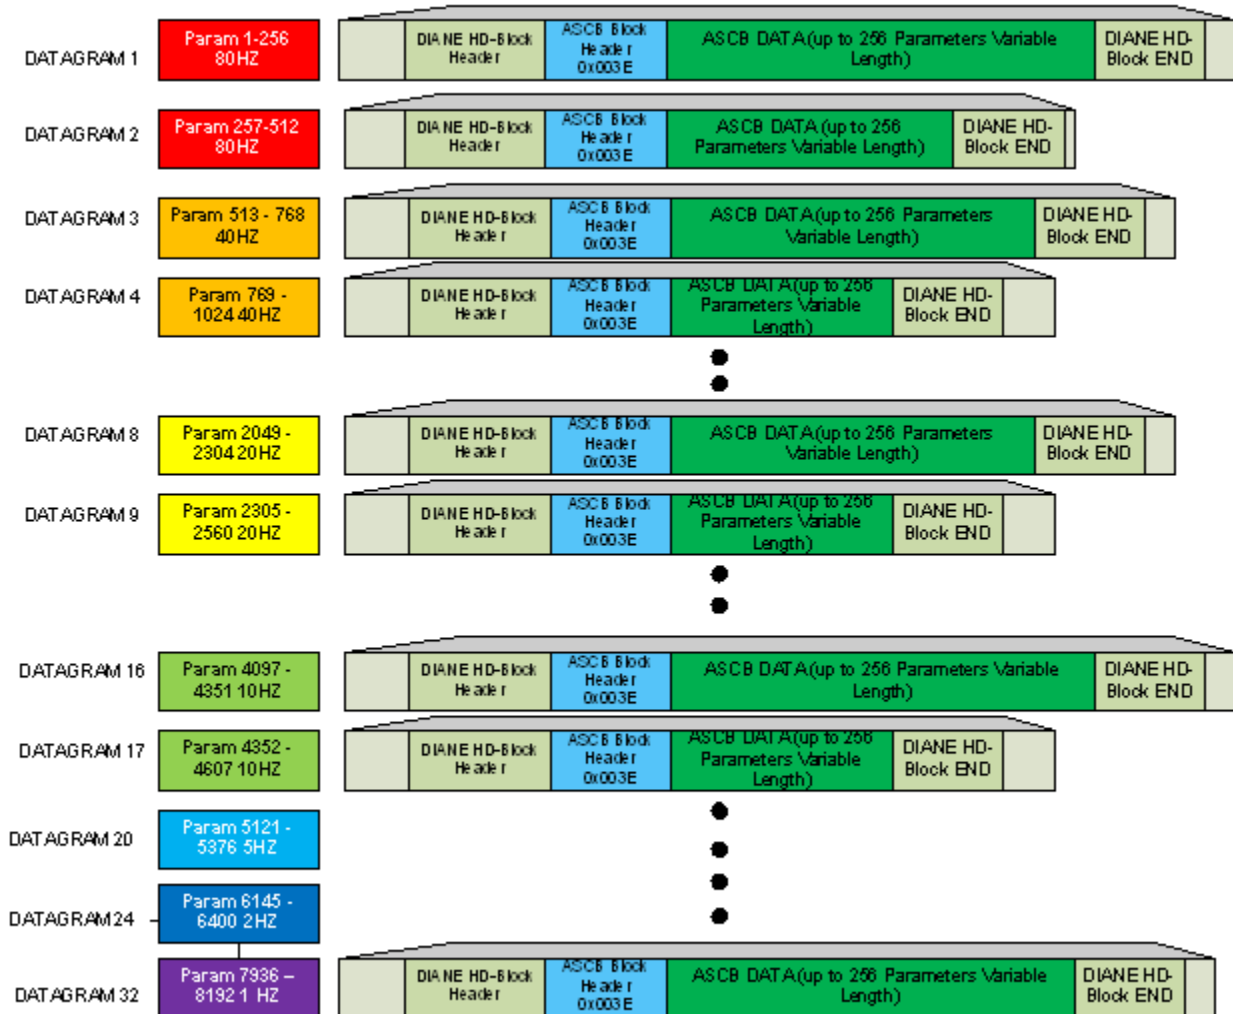 DATAGRAM 1
Param 1-256
80HZ
DIANE HD-Block
Header
ASCB Block
Header
0x003E
ASCB DATA(up to 256 Parameters Variable
Length)
DIANE HD-
Block END
DATAGRAM 2
Param 257-512
80HZ
DIANE HD-Block
Header
ASCB Block
Header
0x003E
ASCB DATA(up to 256
Parameters Variable Length)
DIANE HD-
Block END
DATAGRAM 3
Param 513 - 768
40HZ
DIANE HD-Block
Header
ASCB Block
Header
0x003E
ASCB DATA(up to 256 Parameters
Variable Length)
DIANE HD-
Block END
DATAGRAM 4
Param 769 -
1024 40HZ
DIANE HD-Block
Header
ASCB Block
Header
0x003E
ASCB DATA(up to 256
Parameters Variable
Length)
DIANE HD-
Block END
DATAGRAM 8
Param 2049 -
2304 20HZ
DIANE HD-Block
Header
ASCB Block
Header
0x003E
ASCB DATA(up to 256 Parameters
Variable Length)
DIANE HD-
Block END
DATAGRAM 9
Param 2305 -
2560 20HZ
DIANE HD-Block
Header
ASCB Block
Header
0x003E
ASCB DATA(up to 256
Parameters Variable
Length)
DIANE HD-
Block END
DATAGRAM 16
Param 4097 -
4351 10HZ
DIANE HD-Block
Header
ASCB Block
Header
0x003E
ASCB DATA(up to 256 Parameters Variable
Length)
DIANE HD-
Block END
DATAGRAM 17
Param 4352 -
4607 10HZ
DIANE HD-Block
Header
ASCB Block
Header
0x003E
ASCB DATA(up to 256
Parameters Variable
Length)
DIANE HD-
Block END
DATAGRAM 20
Param 5121 -
5376 5HZ
DATAGRAM 24
Param 6145 -
6400 2HZ
DATAGRAM 32
Param 7936 –
8192 1 HZ
DIANE HD-Block
Header
ASCB Block
Header
0x003E
ASCB DATA(up to 256 Parameters Variable
Length)
DIANE HD-
Block END